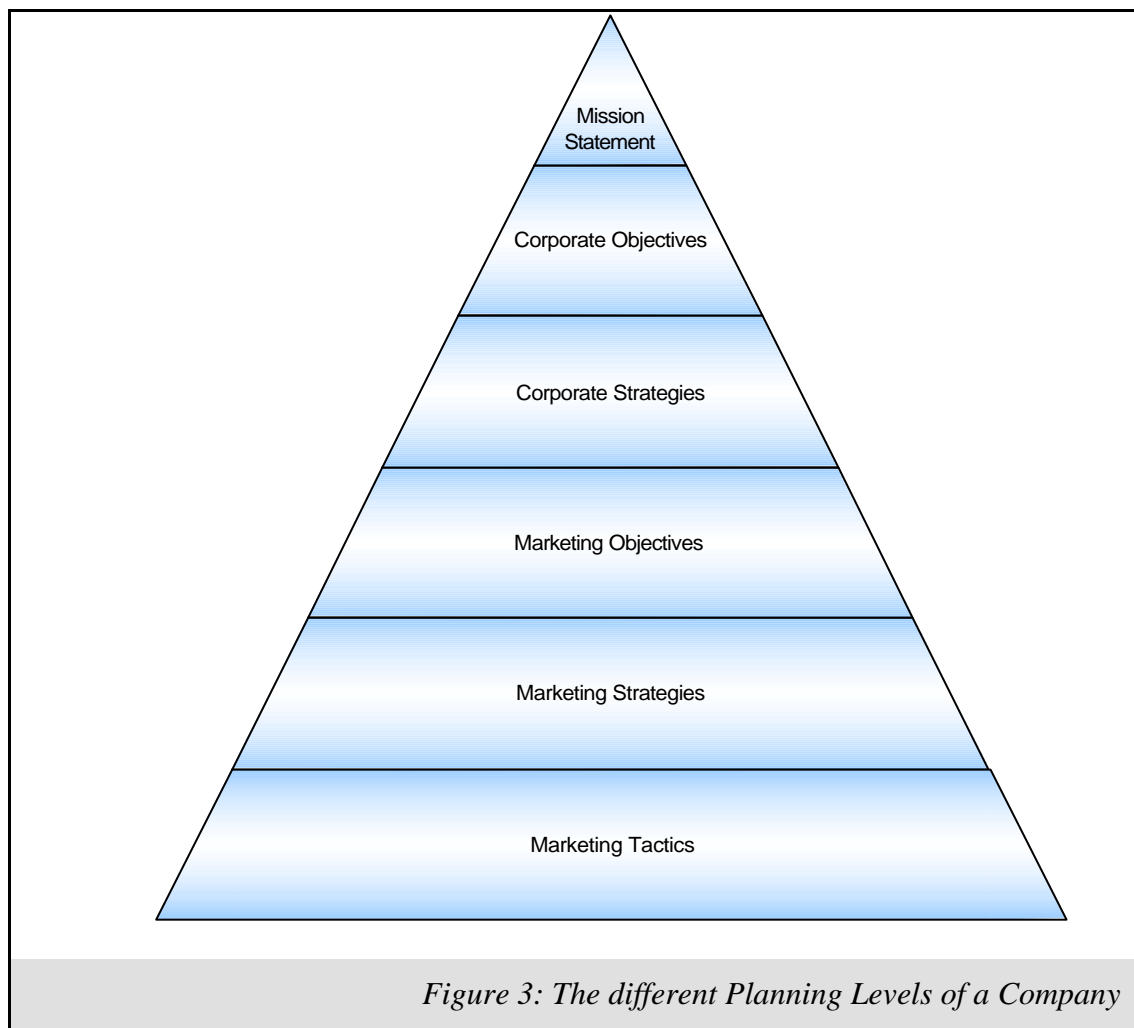 Mission
Statement
Corporate Objectives
Corporate Strategies
Marketing Objectives
Marketing Strategies
Marketing Tactics
Figure 3: The different Planning Levels of a Company